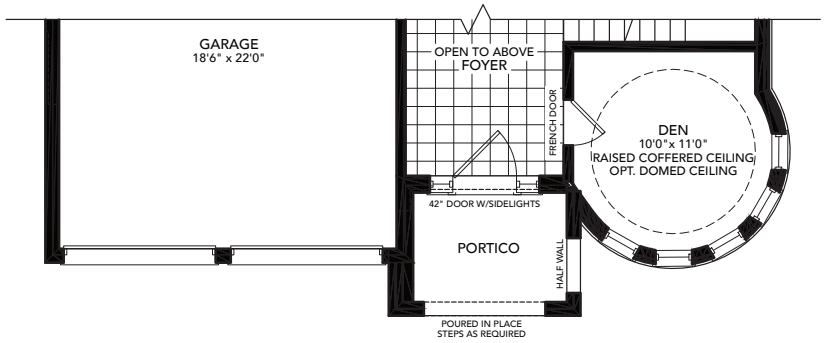 GARAGE
18'6" x 22'0"
OPEN TO ABOVE
FOYER
FRENCH DOOR
DEN
10'0"x 11'0"
RAISED COFFERED CEILING
OPT. DOMED CEILING
42" DOOR W/SIDELIGHTS
PORTICO
HALF WALL
POURED IN PLACE
STEPS AS REQUIRED